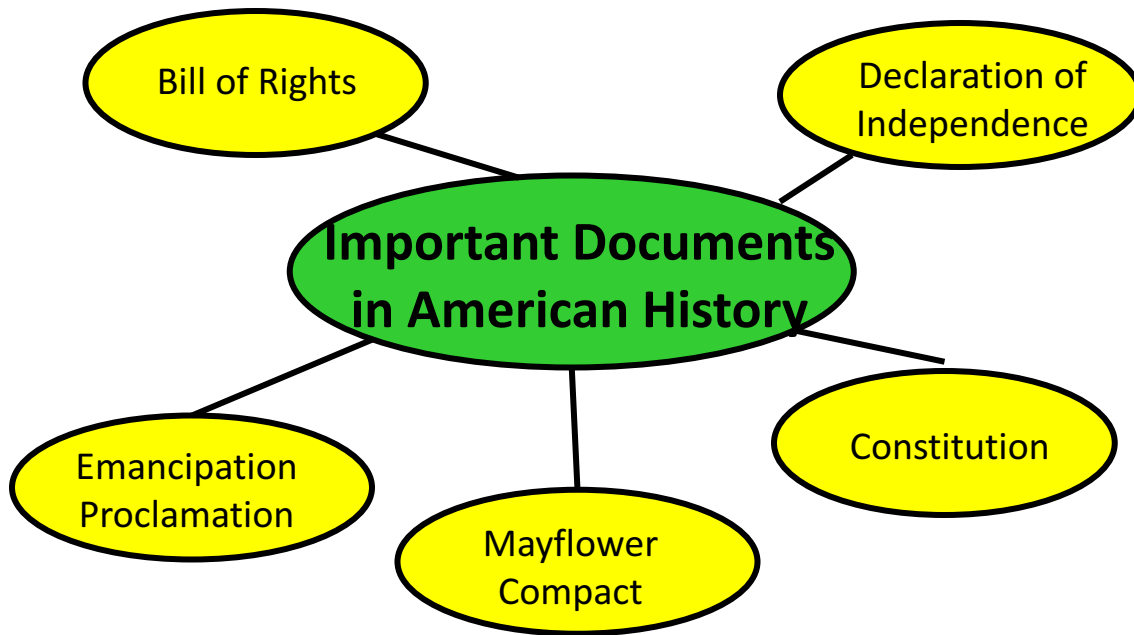 Bill of Rights
Declaration of
Independence
Important Documents
in American History
Constitution
Emancipation
Proclamation
Mayflower
Compact